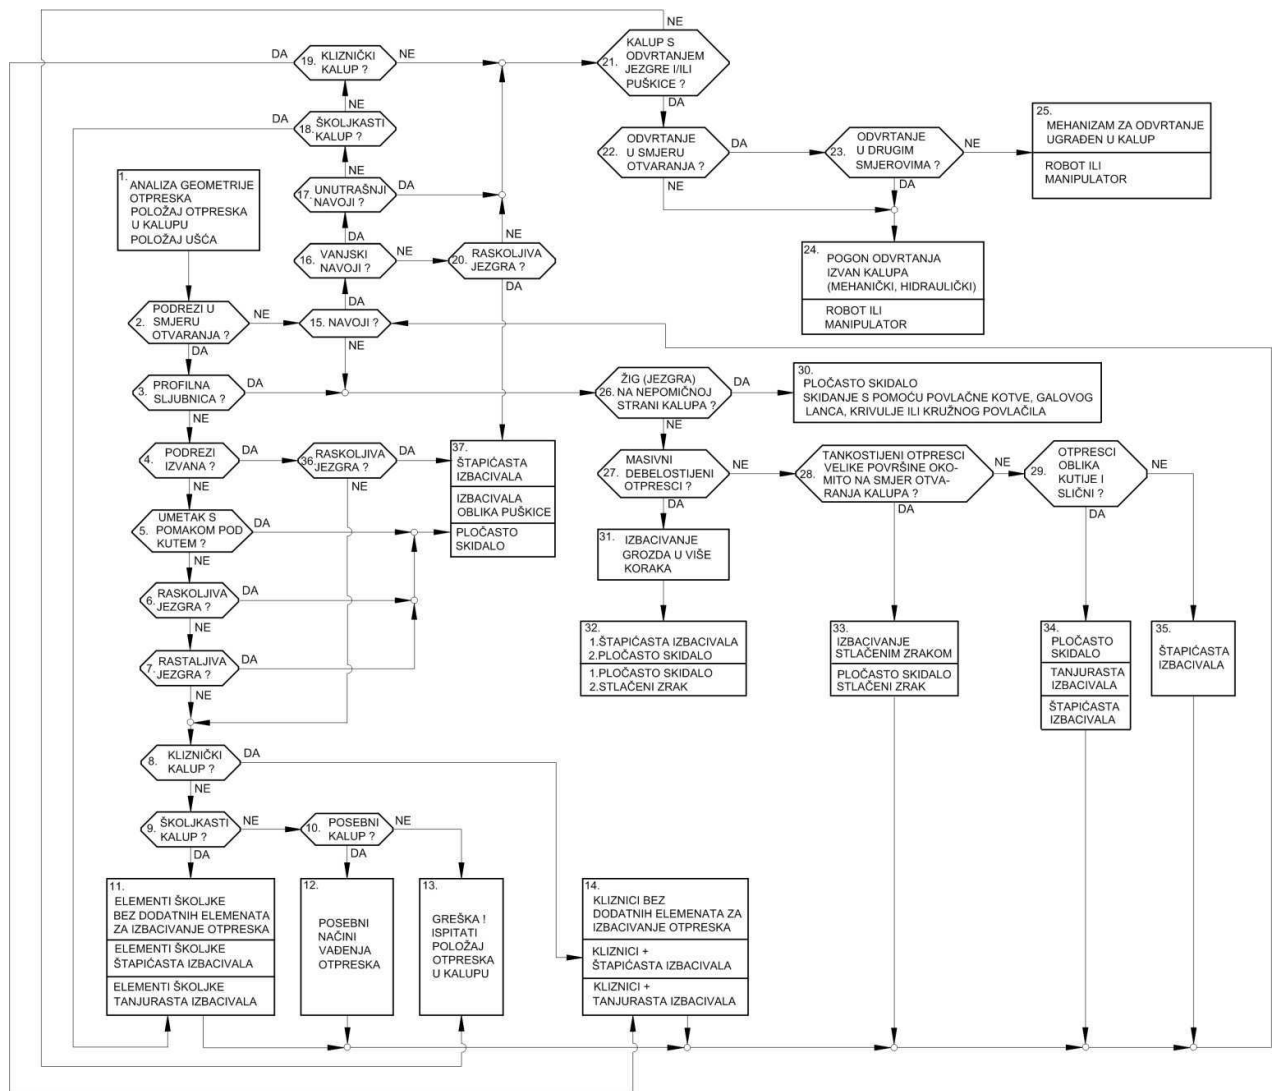 NE
DA
19. KLIZNIČKI
KALUP ?
NE
21. KALUP S
ODVRTANJEM
JEZGRE I/ILI
PUŠKICE ?
DA
NE
DA
18. ŠKOLJKASTI
KALUP ?
22. ODVRTANJE
U SMJERU
OTVARANJA ?
DA
NE
23. ODVRTANJE
U DRUGIM
SMJEROVIMA ?
NE
DA
25.
MEHANIZAM ZA ODVRTANJE
UGRAĐEN U KALUP
ROBOT ILI
MANIPULATOR
NE
17. UNUTRAŠNJI
NAVOJI ?
DA
1. ANALIZA GEOMETRIJE
OTPRESKA
POLOŽAJ OTPRESKA
U KALUPU
POLOŽAJ UŠĆA
DA
16. VANJSKI
NAVOJI ?
NE
NE
20. RASKOLJIVA
JEZGRA ?
DA
24.
POGON ODVRTANJA
IZVAN KALUPA
(MEHANIČKI, HIDRAULIČKI)
ROBOT ILI
MANIPULATOR
DA
2. PODREZI U
SMJERU
OTVARANJA ?
NE
DA
15. NAVOJI ?
NE
3. PROFILNA
SLJUBNICA ?
DA
NE
26. ŽIG (JEZGRA)
NA NEPOMIČNOJ
STRANI KALUPA ?
DA
NE
30.
PLOČASTO SKIDALO
SKIDANJE S POMOĆU POVLAČNE KOTVE, GALOVOG
LANCA, KRIVULJE ILI KRUŽNOG POVLAČILA
4. PODREZI
IZVANA ?
DA
NE
36. RASKOLJIVA
JEZGRA ?
DA
NE
37.
ŠTAPIĆASTA
IZBACIVALA
IZBACIVALA
OBLIKA PUŠKICE
PLOČASTO
SKIDALO
27. MASIVNI
DEBELOSTIJENI
OTPRESCI ?
NE
DA
28. TANKOSTIJENI OTPRESCI
VELIKE POVRŠINE OKO-
MITO NA SMJER OTVA-
RANJA KALUPA ?
NE
DA
29. OTPRESCI
OBLIKA
KUTIJE I
SLIČNI ?
NE
DA
5. UMETAK S
POMAKOM POD
KUTEM ?
DA
NE
31.
IZBACIVANJE
GROZDA U VIŠE
KORAKA
6. RASKOLJIVA
JEZGRA ?
DA
NE
7. RASTALJIVA
JEZGRA ?
DA
NE
32.
1.ŠTAPIĆASTA IZBACIVALA
2.PLOČASTO SKIDALO
1.PLOČASTO SKIDALO
2.STLAČENI ZRAK
33.
IZBACIVANJE
STLAČENIM ZRAKOM
PLOČASTO SKIDALO
STLAČENI ZRAK
34.
PLOČASTO
SKIDALO
TANJURASTA
IZBACIVALA
ŠTAPIĆASTA
IZBACIVALA
35.
ŠTAPIĆASTA
IZBACIVALA
8. KLIZNIČKI
KALUP ?
DA
NE
9. ŠKOLJKASTI
KALUP ?
NE
DA
10. POSEBNI
KALUP ?
NE
DA
11.
ELEMENTI ŠKOLJKE
BEZ DODATNIH ELEMENATA
ZA IZBACIVANJE OTPRESKA
ELEMENTI ŠKOLJKE
ŠTAPIĆASTA IZBACIVALA
ELEMENTI ŠKOLJKE
TANJURASTA IZBACIVALA
12.
POSEBNI
NAČINI
VAĐENJA
OTPRESKA
13.
GREŠKA !
ISPITATI
POLOŽAJ
OTPRESKA
U KALUPU
14.
KLIZNICI BEZ
DODATNIH ELEMENATA ZA
IZBACIVANJE OTPRESKA
KLIZNICI +
ŠTAPIĆASTA IZBACIVALA
KLIZNICI +
TANJURASTA IZBACIVALA